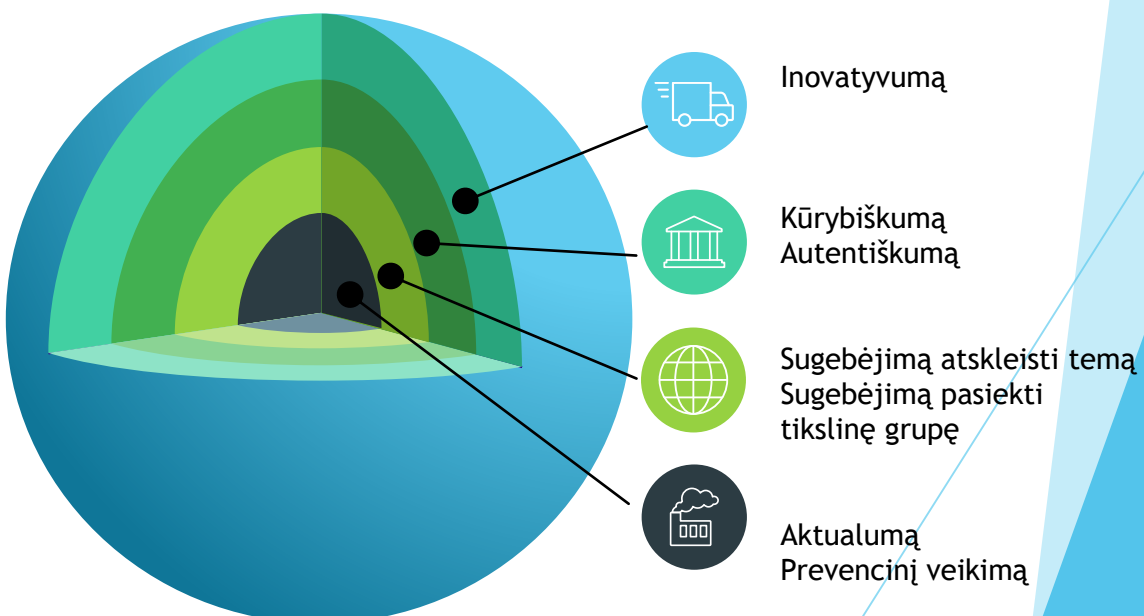 Inovatyvumą
Kūrybiškumą
Autentiškumą
Sugebėjimą atskleisti temą
Sugebėjimą pasiekti
tikslinę grupę
Aktualumą
Prevencinį veikimą